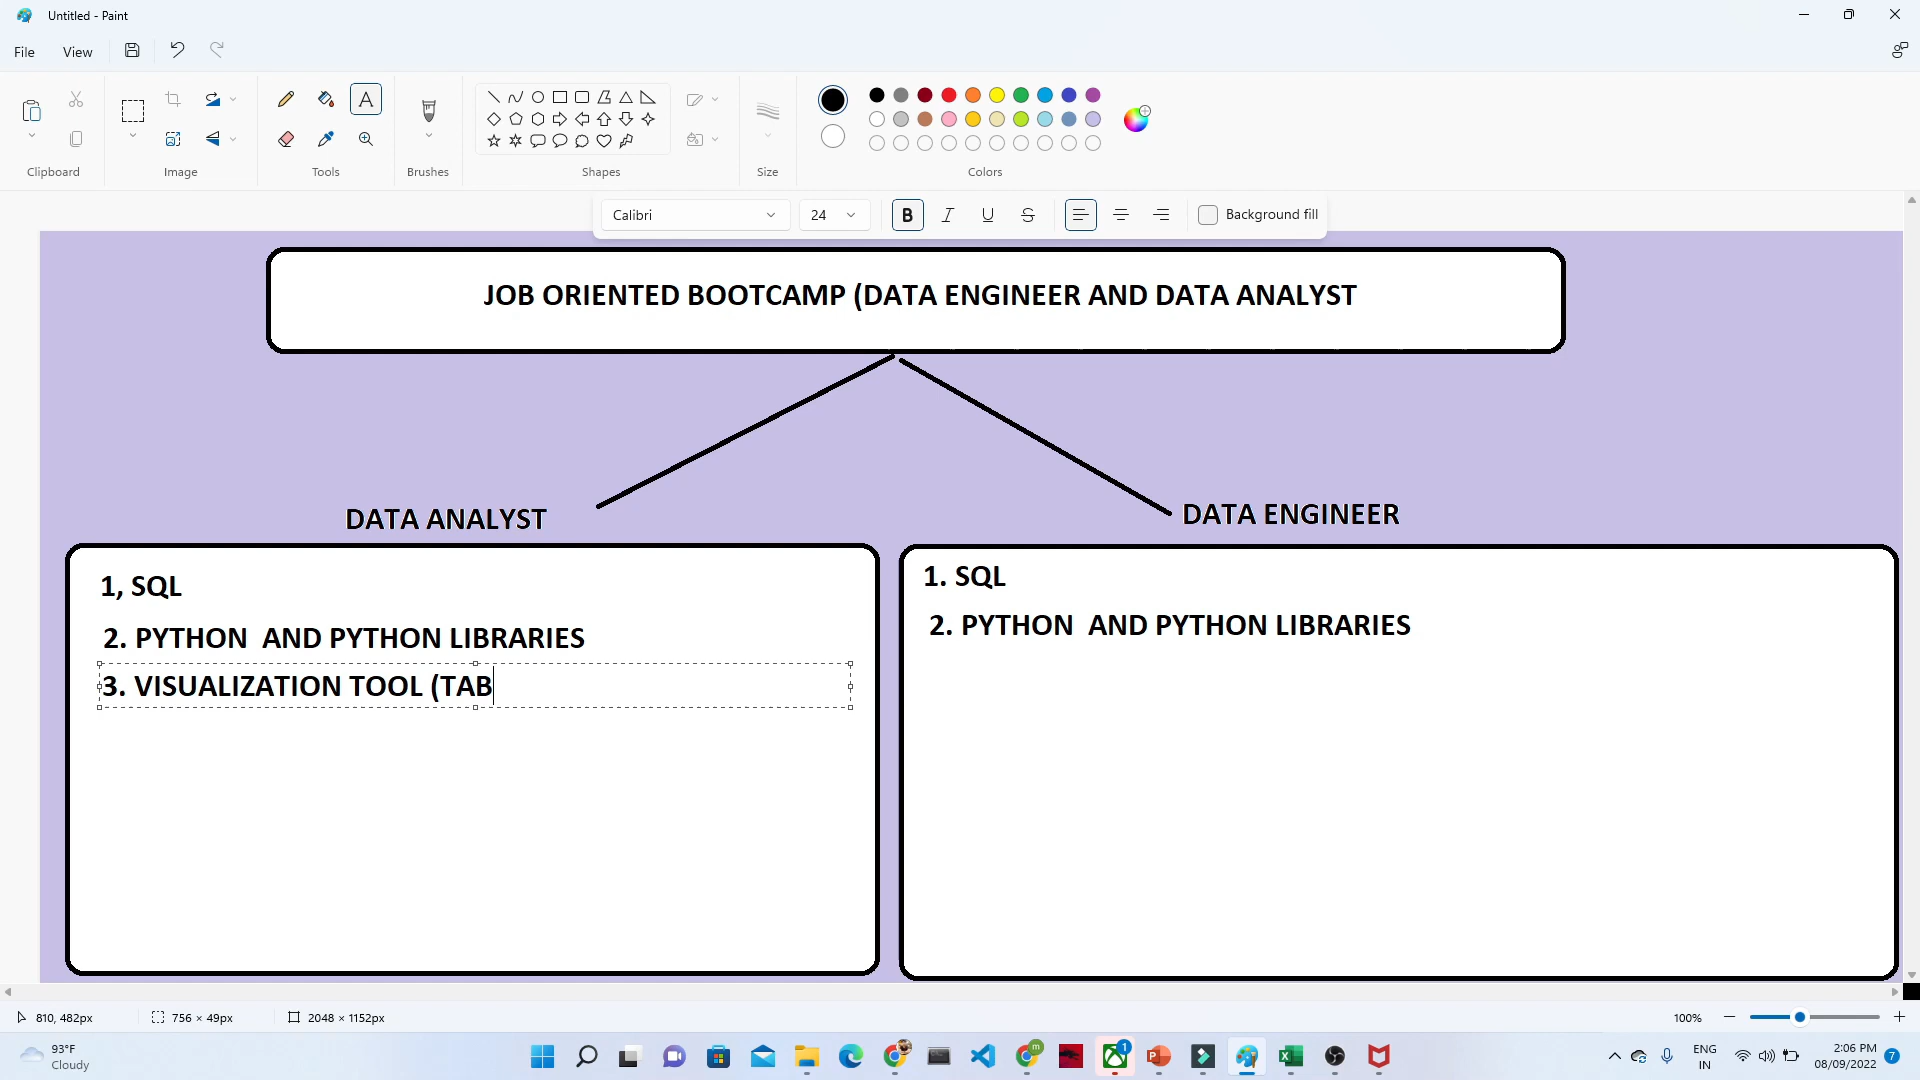 Untitled - Paint
File View
Clipboard Image Tools Brushes Shapes Size Colors
Calibri 24 B I U S Background fill
JOB ORIENTED BOOTCAMP (DATA ENGINEER AND DATA ANALYST
DATA ANALYST
DATA ENGINEER
1, SQL
2. PYTHON  AND PYTHON LIBRARIES
3. VISUALIZATION TOOL (TAB
1. SQL
2. PYTHON  AND PYTHON LIBRARIES
810, 482px 756 × 49px 2048 × 1152px 100%
93°F
Cloudy
ENG
IN
2:06 PM
08/09/2022
7